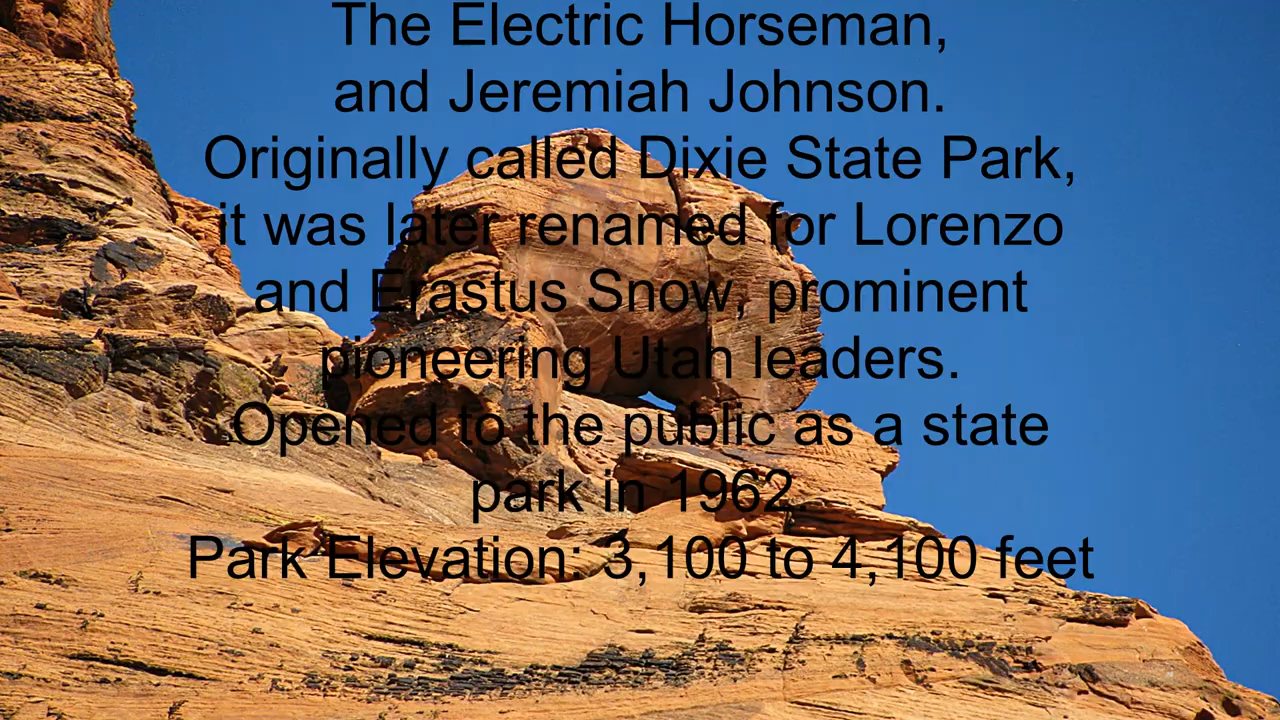 The Electric Horseman,
and Jeremiah Johnson.
Originally called Dixie State Park,
it was later renamed for Lorenzo
and Erastus Snow, prominent
pioneering Utah leaders.
Opened to the public as a state
park in 1962.
Park Elevation: 3,100 to 4,100 feet